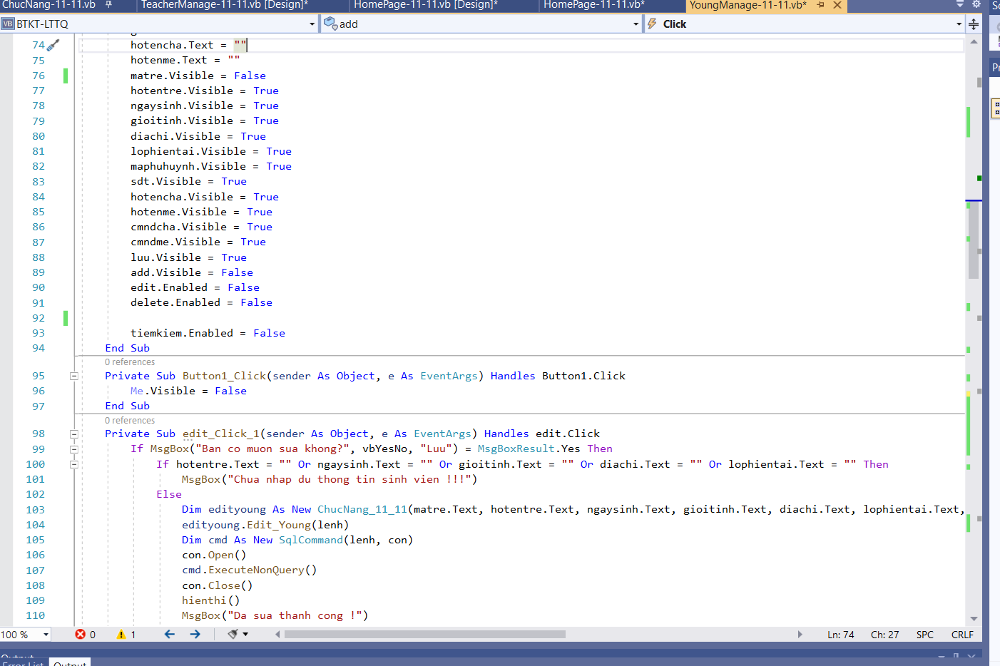 ChucNang-11-11.vb TeacherManage-11-11.vb [Design]* HomePage-11-11.vb [Design]* HomePage-11-11.vb* YoungManage-11-11.vb*
VB BTKT-LTTQ add Click
74 hotencha.Text = ""
75 hotenme.Text = ""
76 matre.Visible = False
77 hotentre.Visible = True
78 ngaysinh.Visible = True
79 gioitinh.Visible = True
80 diachi.Visible = True
81 lophientai.Visible = True
82 maphuhuynh.Visible = True
83 sdt.Visible = True
84 hotencha.Visible = True
85 hotenme.Visible = True
86 cmndcha.Visible = True
87 cmndme.Visible = True
88 luu.Visible = True
89 add.Visible = False
90 edit.Enabled = False
91 delete.Enabled = False
92
93 tiemkiem.Enabled = False
94 End Sub
0 references
95 Private Sub Button1_Click(sender As Object, e As EventArgs) Handles Button1.Click
96 Me.Visible = False
97 End Sub
0 references
98 Private Sub edit_Click_1(sender As Object, e As EventArgs) Handles edit.Click
99 If MsgBox("Ban co muon sua khong?", vbYesNo, "Luu") = MsgBoxResult.Yes Then
100 If hotentre.Text = "" Or ngaysinh.Text = "" Or gioitinh.Text = "" Or diachi.Text = "" Or lophientai.Text = "" Then
101 MsgBox("Chua nhap du thong tin sinh vien !!!")
102 Else
103 Dim edityoung As New ChucNang_11_11(matre.Text, hotentre.Text, ngaysinh.Text, gioitinh.Text, diachi.Text, lophientai.Text,
104 edityoung.Edit_Young(lenh)
105 Dim cmd As New SqlCommand(lenh, con)
106 con.Open()
107 cmd.ExecuteNonQuery()
108 con.Close()
109 hienthi()
110 MsgBox("Da sua thanh cong !")
100 % 0 1 Ln: 74 Ch: 27 SPC CRLF
Output
Error List Output